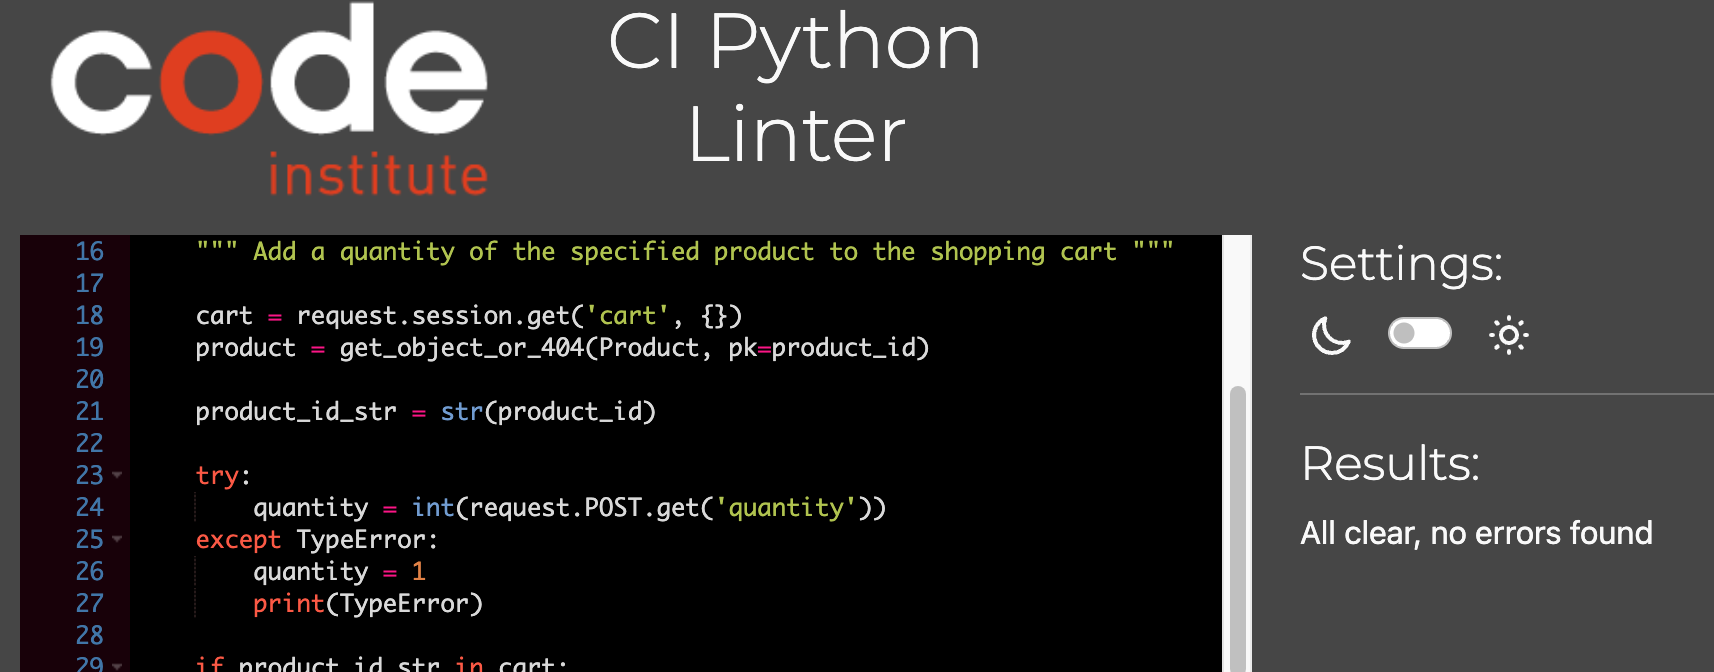 code
institute
CI Python
Linter
16 """ Add a quantity of the specified product to the shopping cart """
17
18 cart = request.session.get('cart', {})
19 product = get_object_or_404(Product, pk=product_id)
20
21 product_id_str = str(product_id)
22
23 try:
24 quantity = int(request.POST.get('quantity'))
25 except TypeError:
26 quantity = 1
27 print(TypeError)
28
29 if product_id_str in cart:
Settings:
Results:
All clear, no errors found